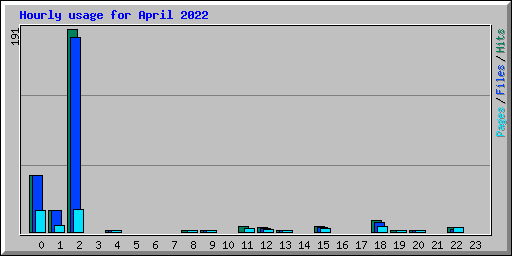 Hourly usage for April 2022
191
Pages/Files/Hits
0 1 2 3 4 5 6 7 8 9 10 11 12 13 14 15 16 17 18 19 20 21 22 23